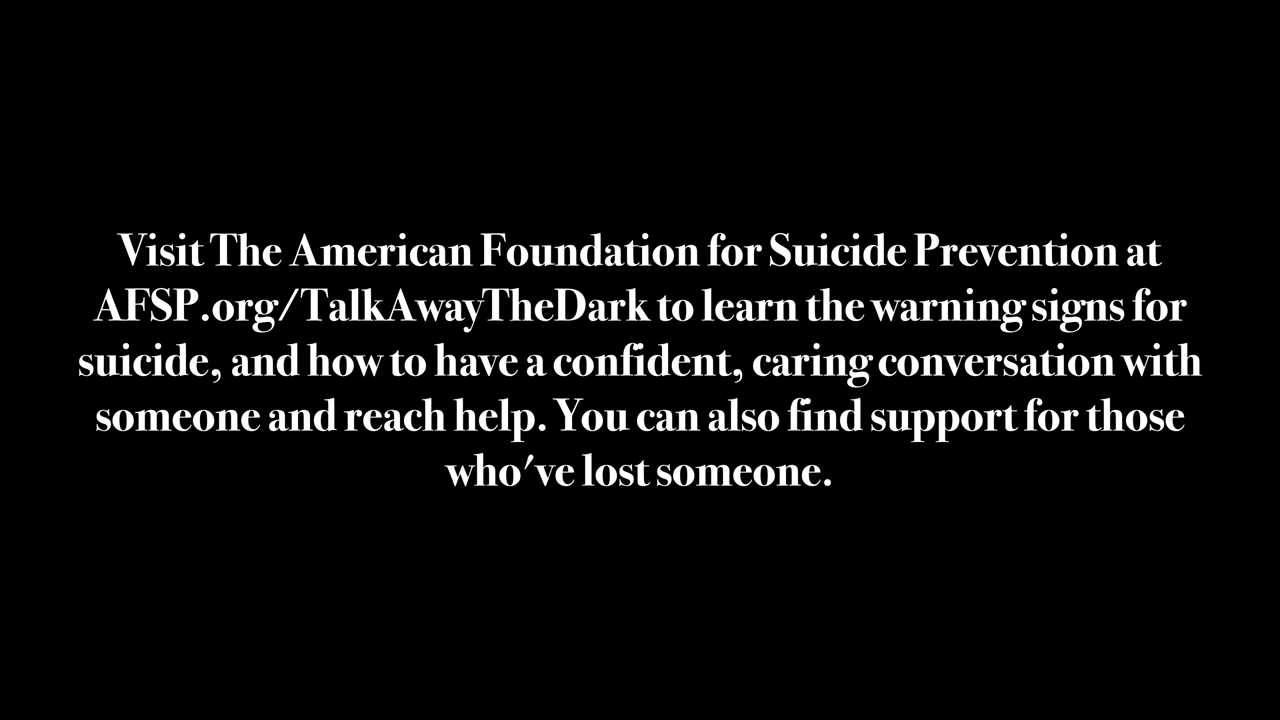 Visit The American Foundation for Suicide Prevention at
AFSP.org/TalkAwayTheDark to learn the warning signs for
suicide, and how to have a confident, caring conversation with
someone and reach help. You can also find support for those
who've lost someone.